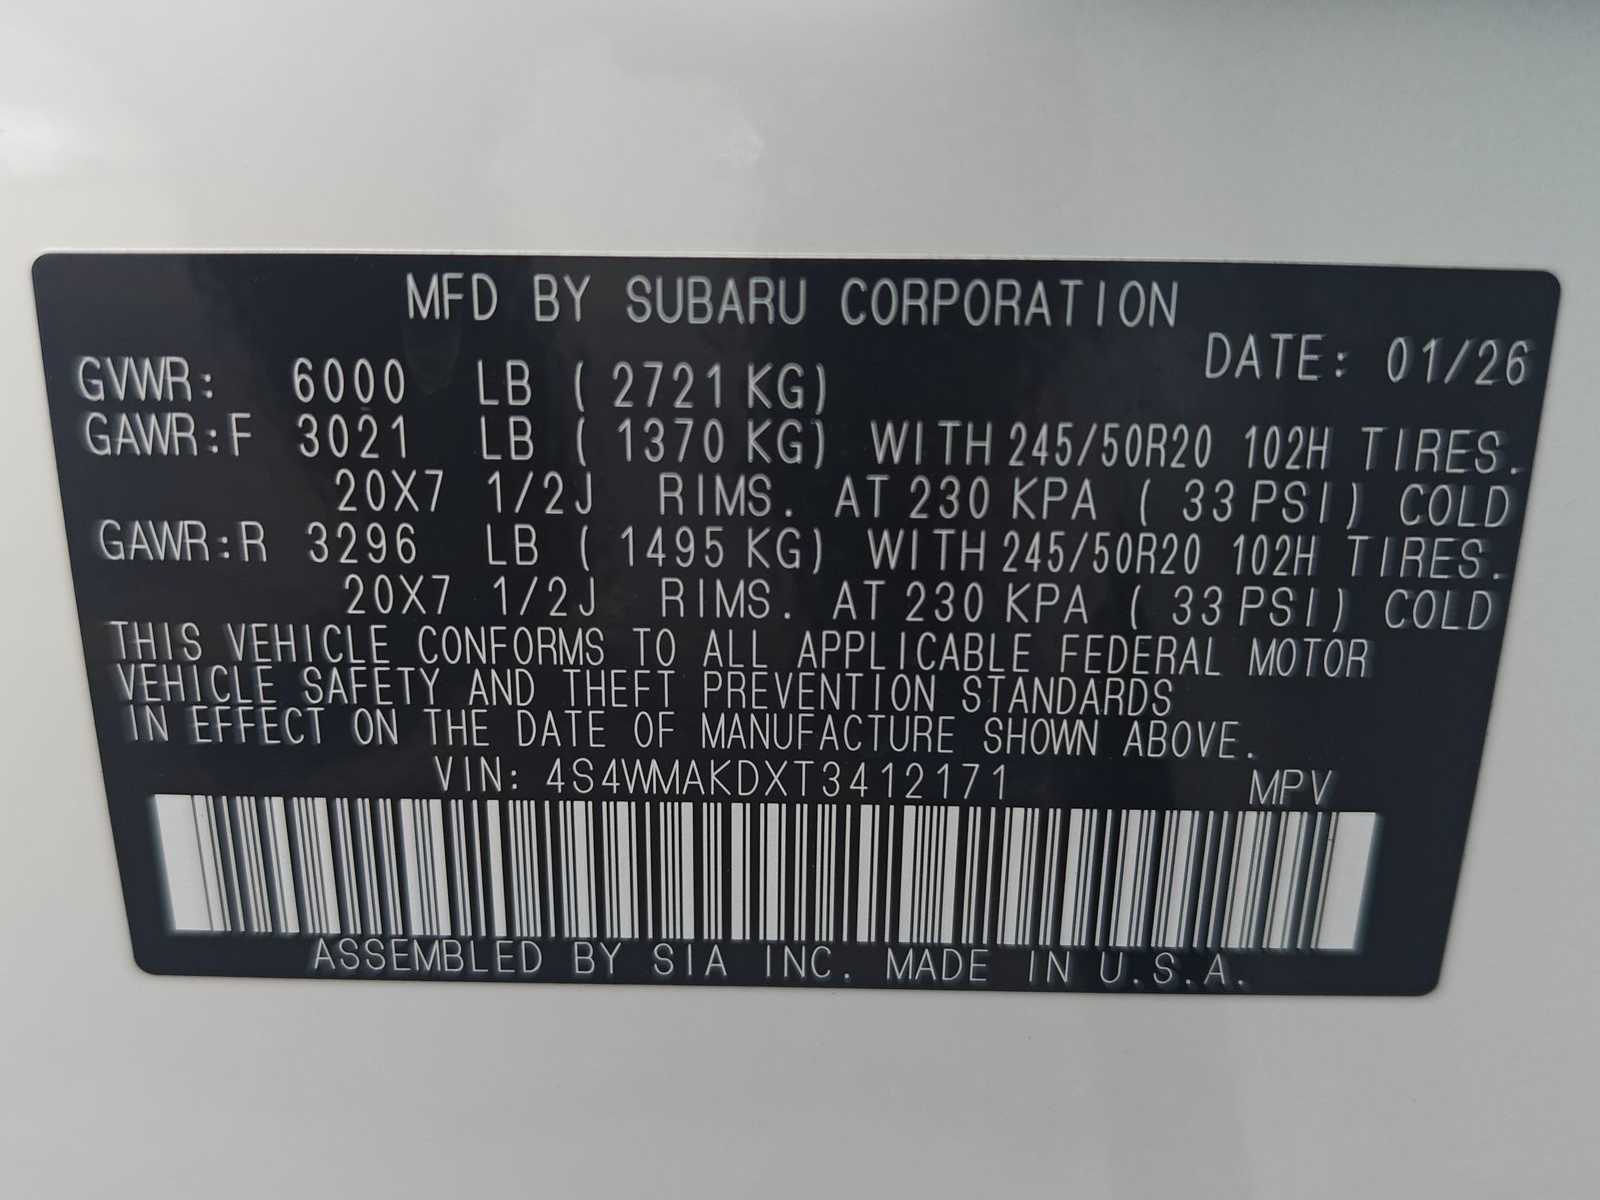 MFD BY SUBARU CORPORATION
DATE: 01/26
GVWR: 6000 LB ( 2721 KG)
GAWR:F 3021 LB ( 1370 KG) WITH 245/50R20 102H TIRES.
20X7 1/2J RIMS. AT 230 KPA ( 33 PSI) COLD
GAWR:R 3296 LB ( 1495 KG) WITH 245/50R20 102H TIRES.
20X7 1/2J RIMS. AT 230 KPA ( 33 PSI) COLD
THIS VEHICLE CONFORMS TO ALL APPLICABLE FEDERAL MOTOR
VEHICLE SAFETY AND THEFT PREVENTION STANDARDS
IN EFFECT ON THE DATE OF MANUFACTURE SHOWN ABOVE.
VIN: 4S4WMAKDXT3412171 MPV
ASSEMBLED BY SIA INC. MADE IN U.S.A.